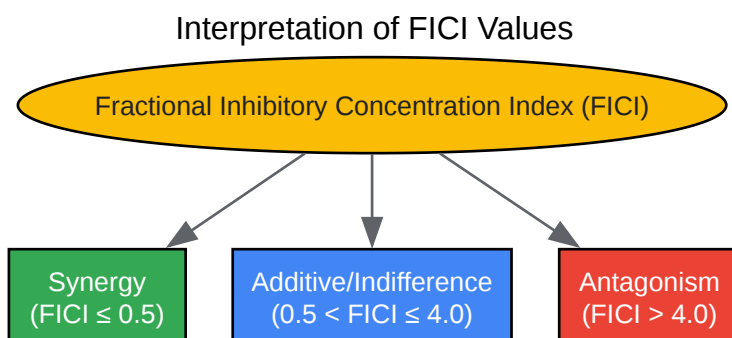 Interpretation of FICI Values
Fractional Inhibitory Concentration Index (FICI)
Synergy
(FICI ≤ 0.5)
Additive/Indifference
(0.5 < FICI ≤ 4.0)
Antagonism
(FICI > 4.0)